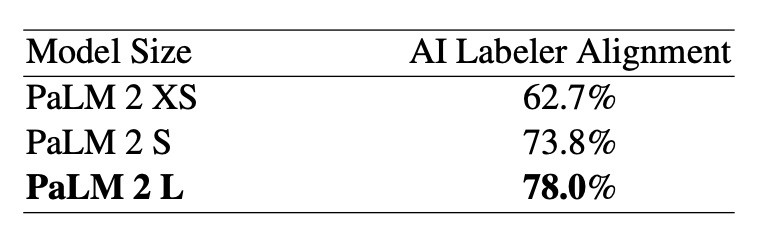 Model Size AI Labeler Alignment
PaLM 2 XS 62.7%
PaLM 2 S 73.8%
PaLM 2 L 78.0%